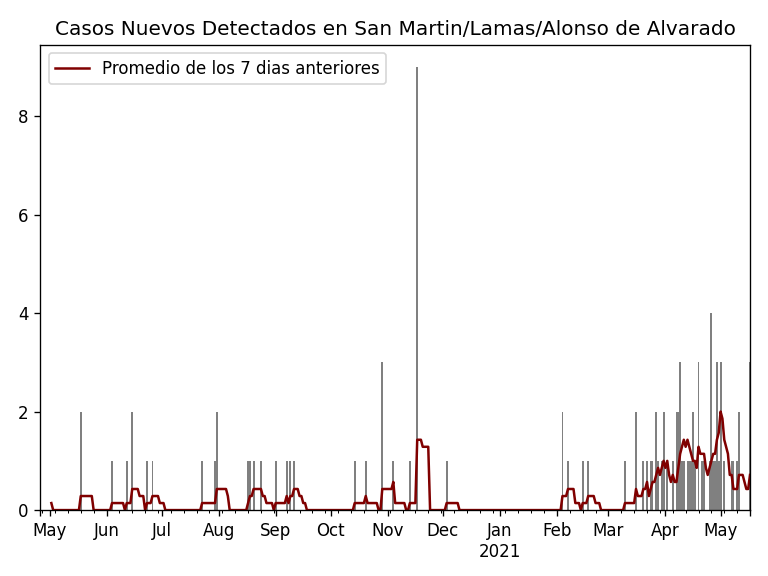 Casos Nuevos Detectados en San Martin/Lamas/Alonso de Alvarado
Promedio de los 7 dias anteriores
8
6
4
2
0
May Jun Jul Aug Sep Oct Nov Dec Jan Feb Mar Apr May
2021